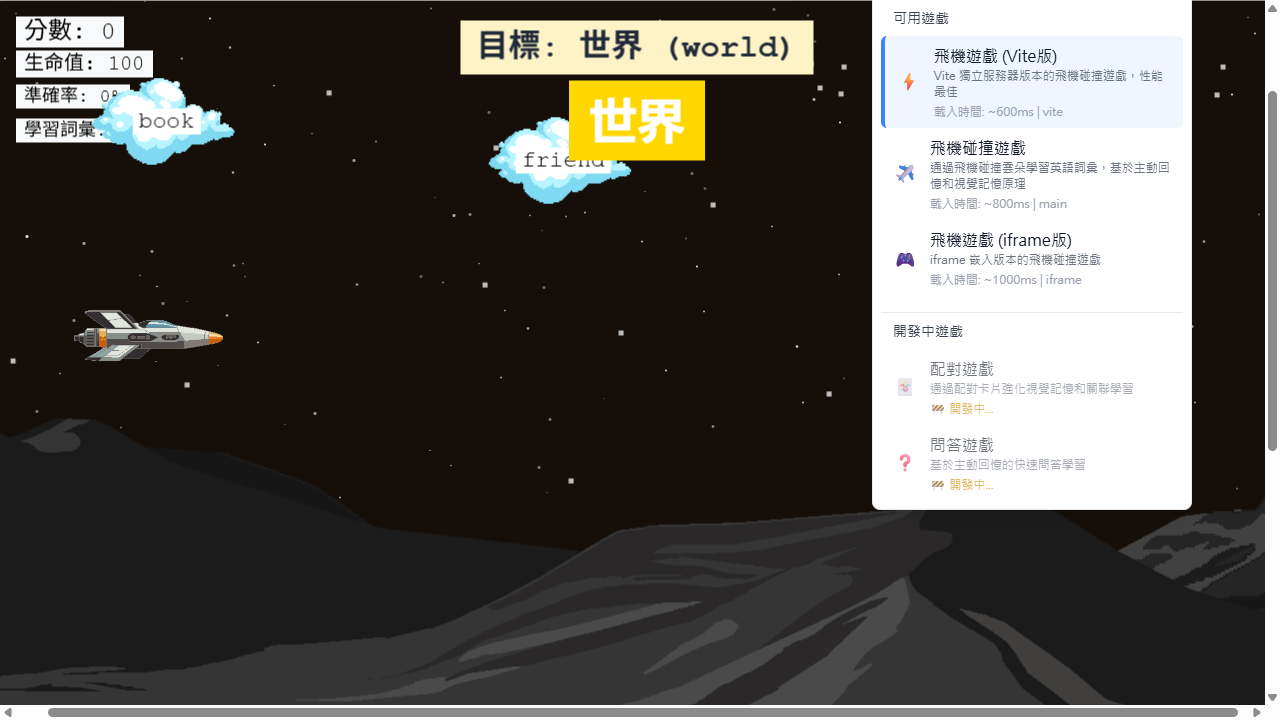 分數: 0
生命值: 100
準確率: 0%
學習詞彙:
book
目標: 世界 (world)
世界
friend
可用遊戲
飛機遊戲 (Vite版)
Vite 獨立服務器版本的飛機碰撞遊戲，性能
最佳
載入時間: ~600ms | vite
飛機碰撞遊戲
通過飛機碰撞雲朵學習英語詞彙，基於主動回
憶和視覺記憶原理
載入時間: ~800ms | main
飛機遊戲 (iframe版)
iframe 嵌入版本的飛機碰撞遊戲
載入時間: ~1000ms | iframe
開發中遊戲
配對遊戲
通過配對卡片強化視覺記憶和關聯學習
開發中...
問答遊戲
基於主動回憶的快速問答學習
開發中...